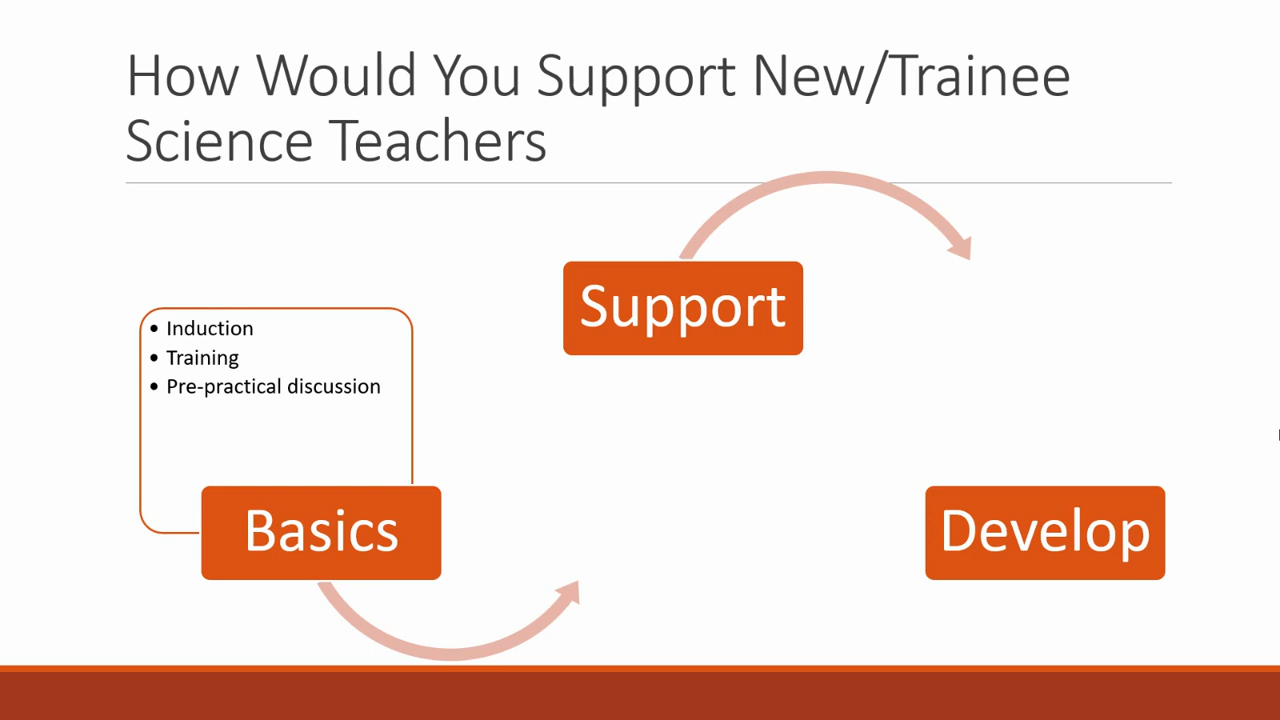 How Would You Support New/Trainee
Science Teachers
• Induction
• Training
• Pre-practical discussion
Basics
Support
Develop